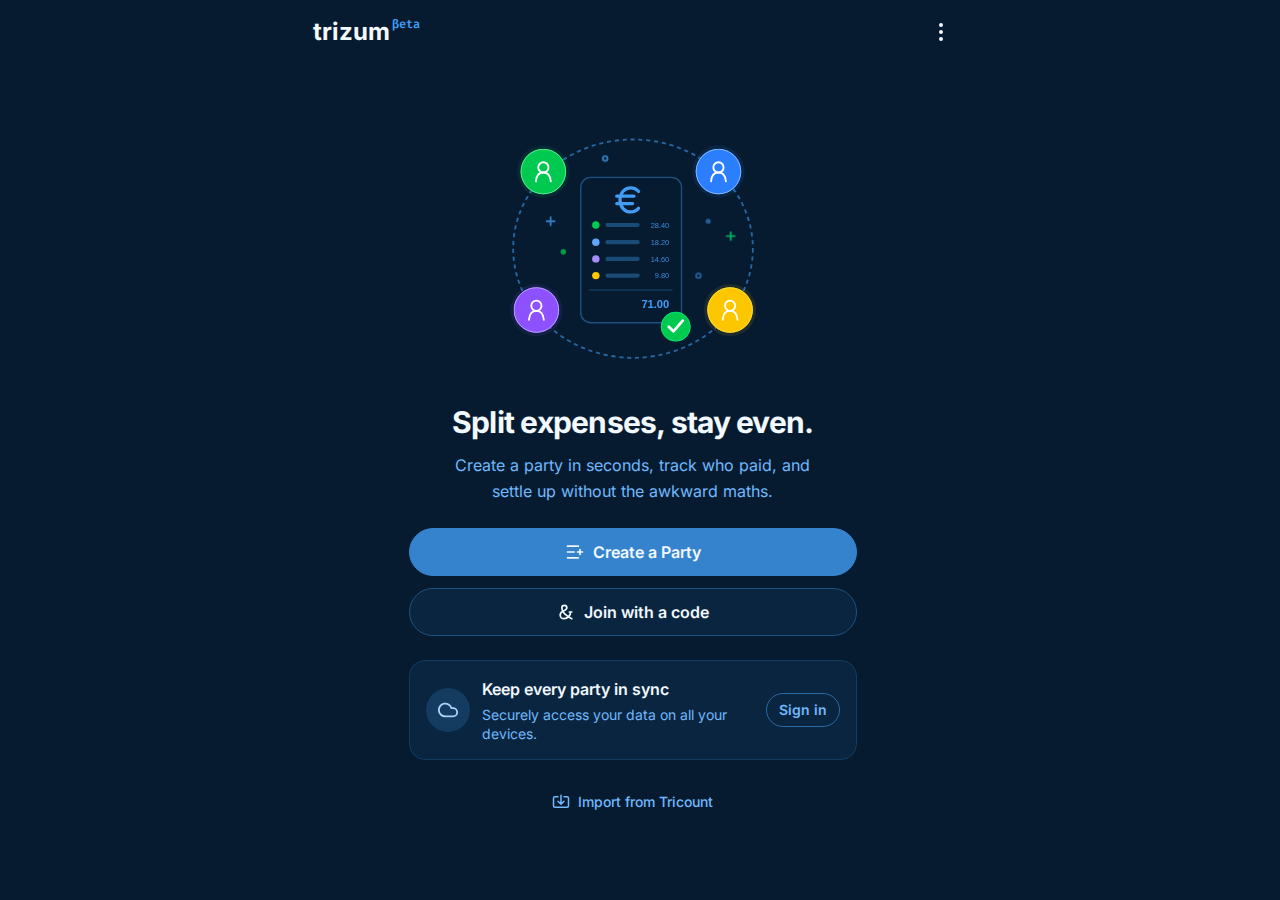 trizum βeta
€
28.40
18.20
14.60
9.80
71.00
Split expenses, stay even.
Create a party in seconds, track who paid, and
settle up without the awkward maths.
Create a Party
& Join with a code
Keep every party in sync
Securely access your data on all your
devices.
Sign in
Import from Tricount